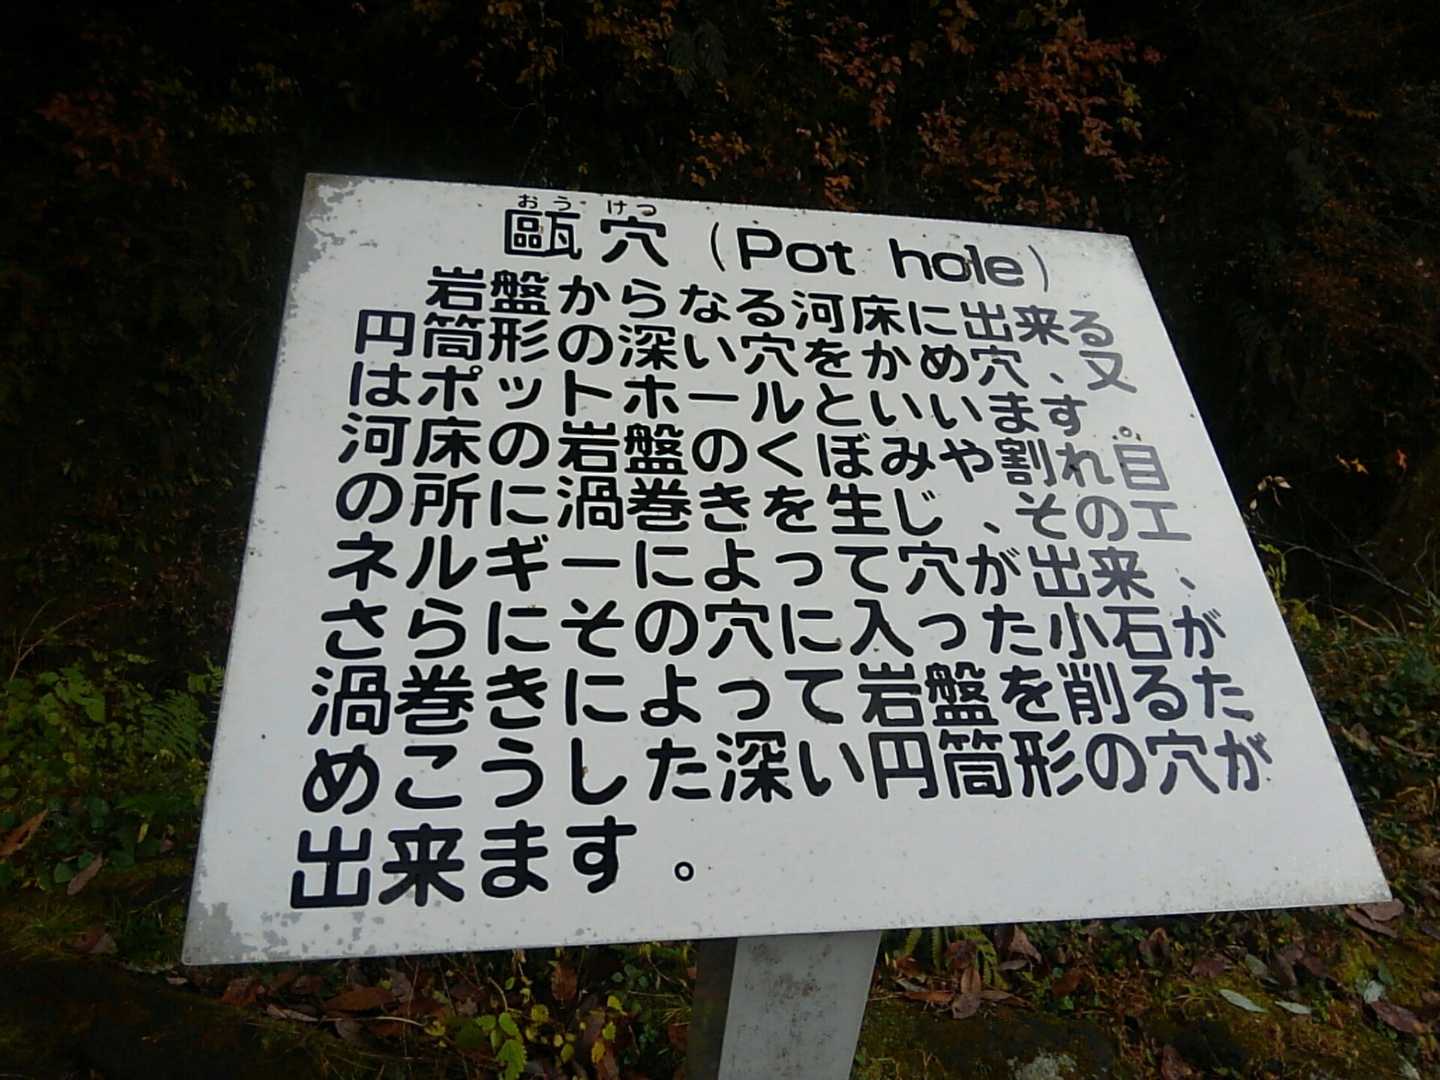 おうけつ
甌穴 (Pot hole)
岩盤からなる河床に出来る
円筒形の深い穴をかめ穴、又
はポットホールといいます。
河床の岩盤のくぼみや割れ目
の所に渦巻きを生じ、そのエ
ネルギーによって穴が出来、
さらにその穴に入った小石が
渦巻きによって岩盤を削るた
めこうした深い円筒形の穴が
出来ます。